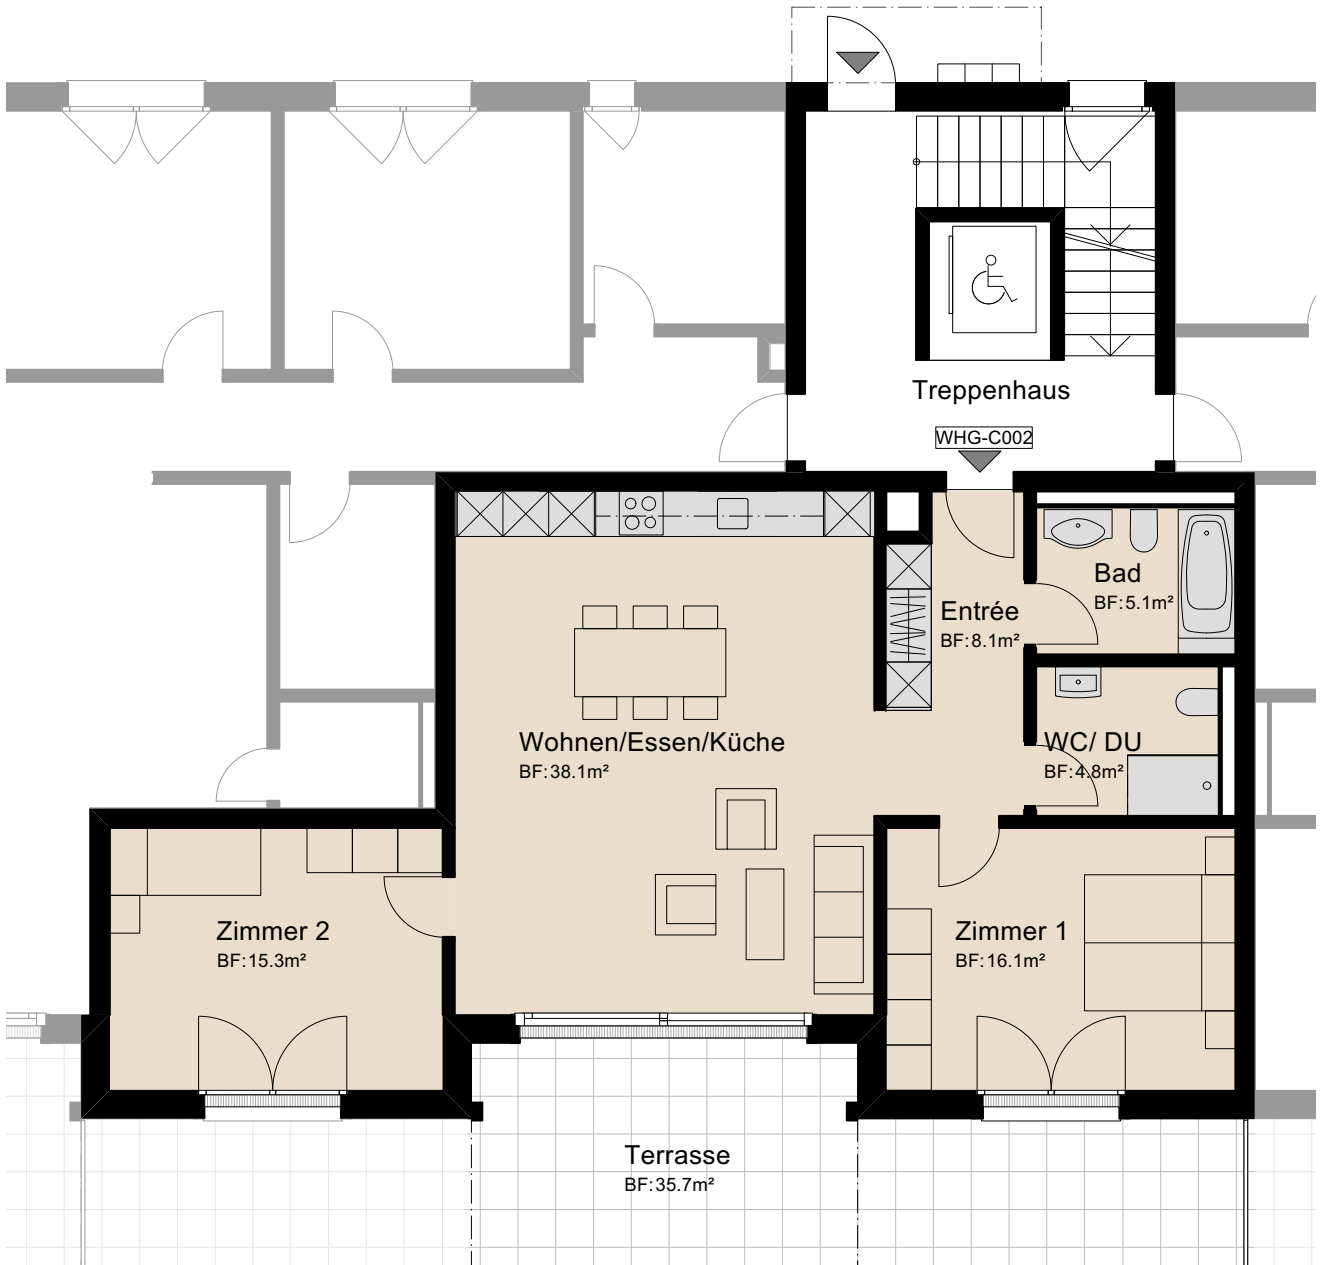 Treppenhaus
WHG-C002
Bad
BF:5.1m²
Entrée
BF:8.1m²
Wohnen/Essen/Küche
BF:38.1m²
WC/ DU
BF:4.8m²
Zimmer 2
BF:15.3m²
Zimmer 1
BF:16.1m²
Terrasse
BF:35.7m²